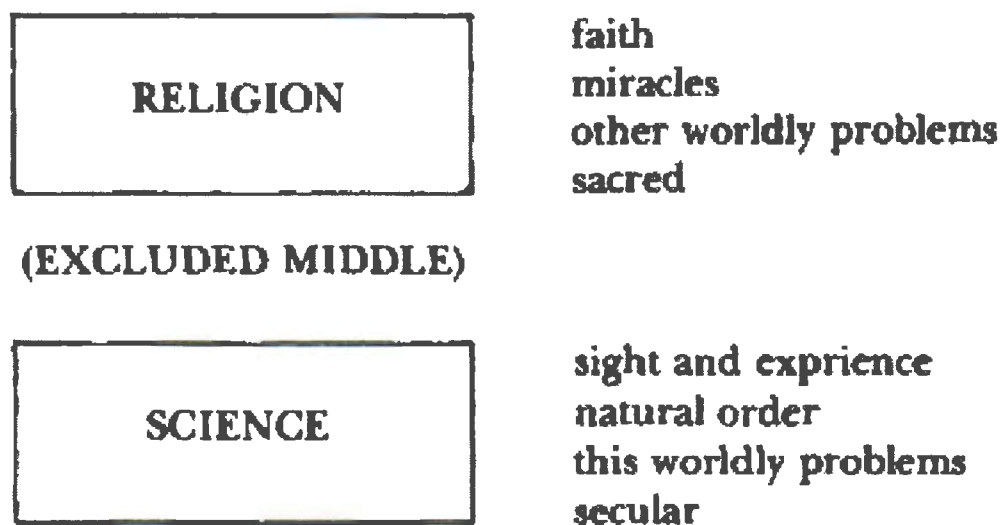 RELIGION
faith
miracles
other worldly problems
sacred
(EXCLUDED MIDDLE)
SCIENCE
sight and exprience
natural order
this worldly problems
secular